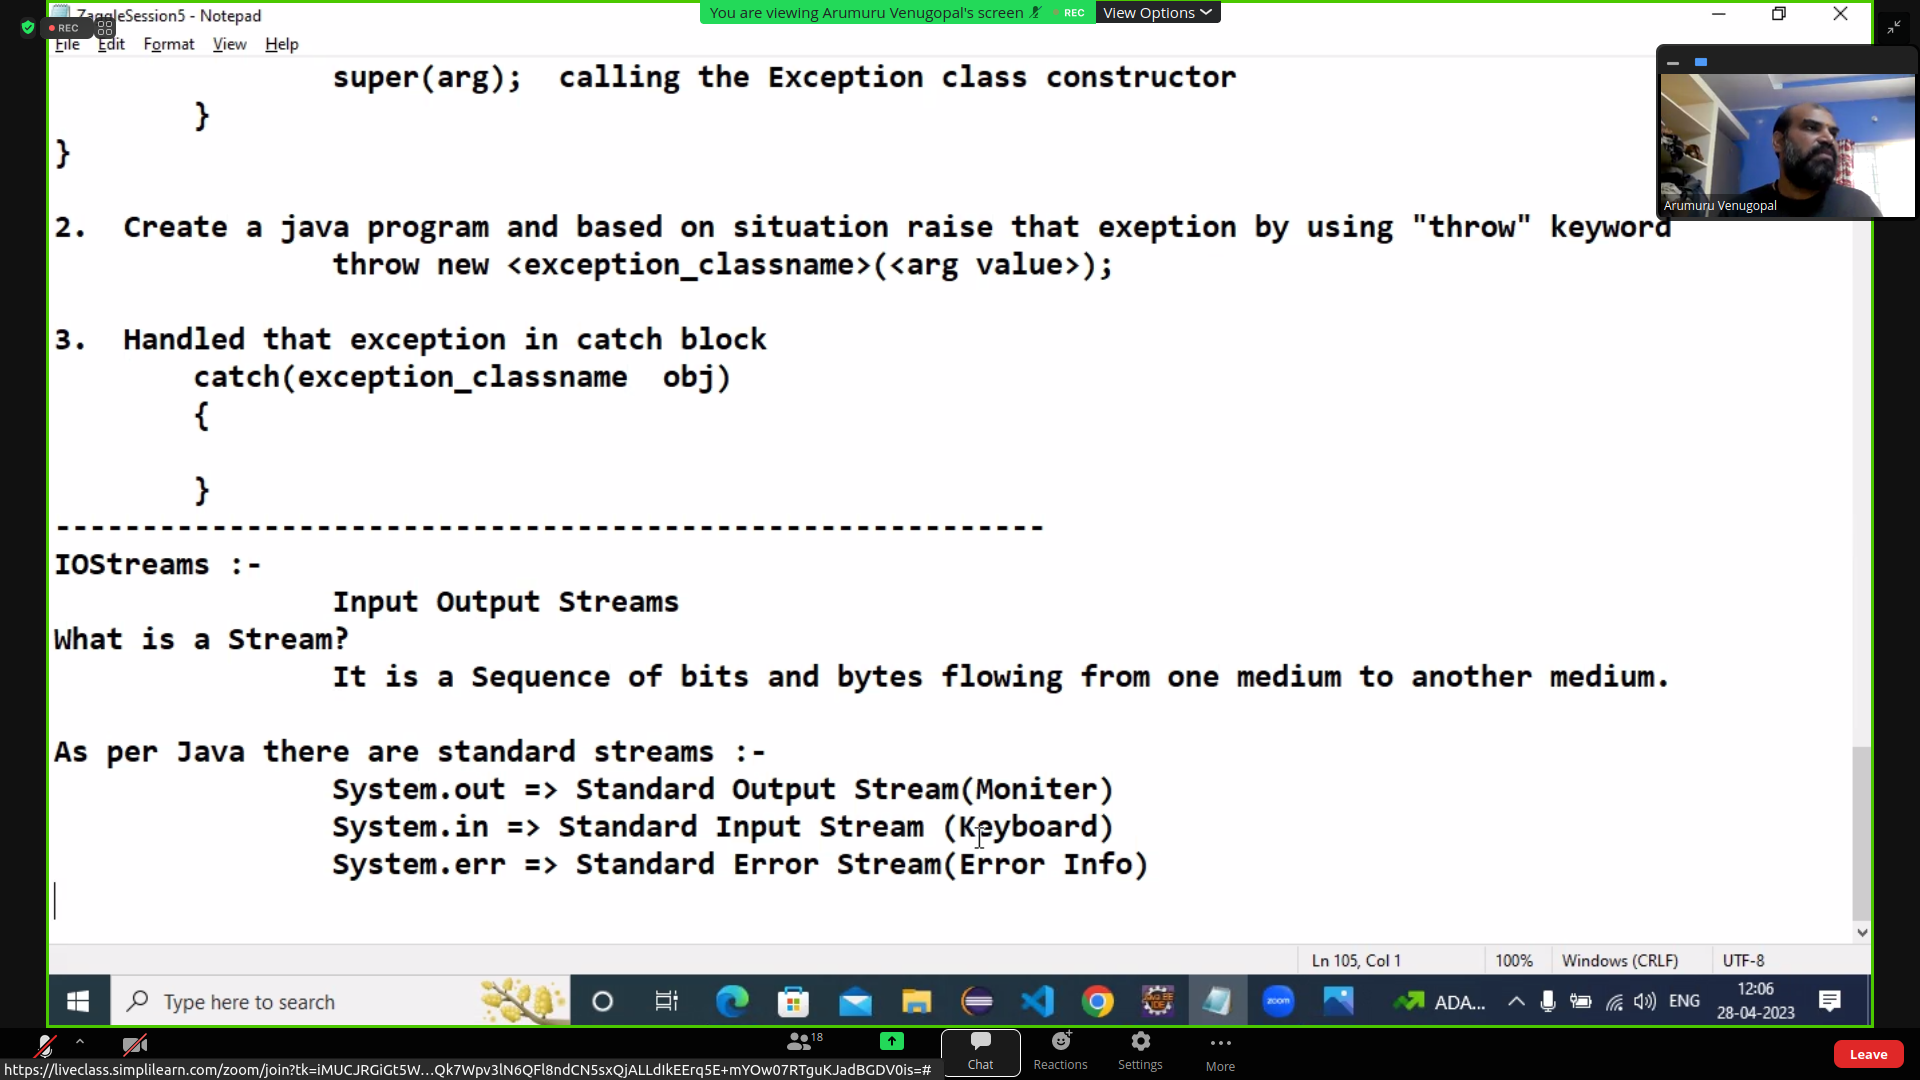 ZaggleSession5 - Notepad
You are viewing Arumuru Venugopal's screen
REC
View Options
REC
File Edit Format View Help
super(arg);  calling the Exception class constructor
}
}
Arumuru Venugopal
2.  Create a java program and based on situation raise that exeption by using "throw" keyword
throw new <exception_classname>(<arg value>);
3.  Handled that exception in catch block
catch(exception_classname  obj)
{
}
---------------------------------------------------------
IOStreams :-
Input Output Streams
What is a Stream?
It is a Sequence of bits and bytes flowing from one medium to another medium.
As per Java there are standard streams :-
System.out => Standard Output Stream(Moniter)
System.in => Standard Input Stream (Keyboard)
System.err => Standard Error Stream(Error Info)
Ln 105, Col 1
100%
Windows (CRLF)
UTF-8
Type here to search
zoom
ADA...
ENG
12:06
28-04-2023
18
Chat
Reactions
Settings
More
Leave
https://liveclass.simplilearn.com/zoom/join?tk=iMUCJRGiGt5W...Qk7Wpv3lN6QFl8ndCN5sxQjALLdIkEErq5E+mYOw07RTguKJadBGDV0is=#